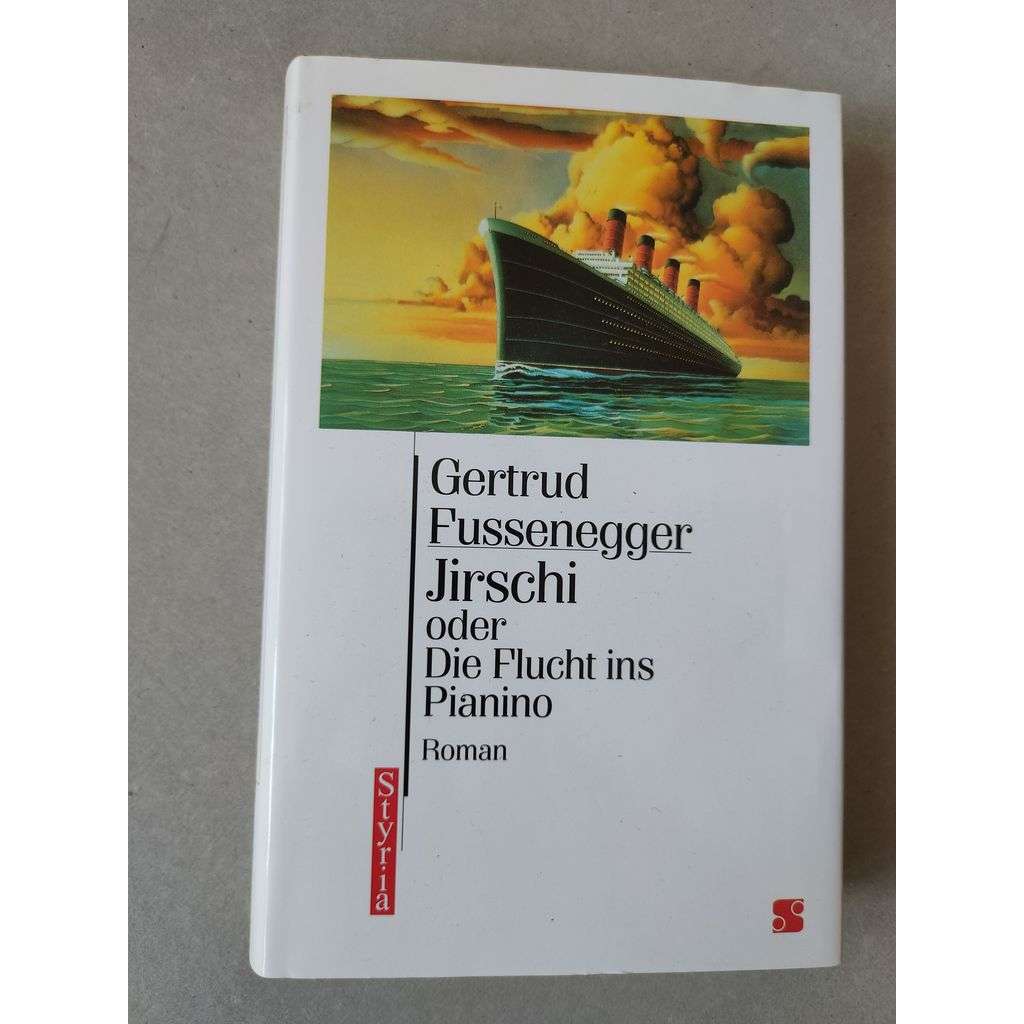 Gertrud
Fussenegger
Jirschi
oder
Die Flucht ins
Pianino
Roman
Styria